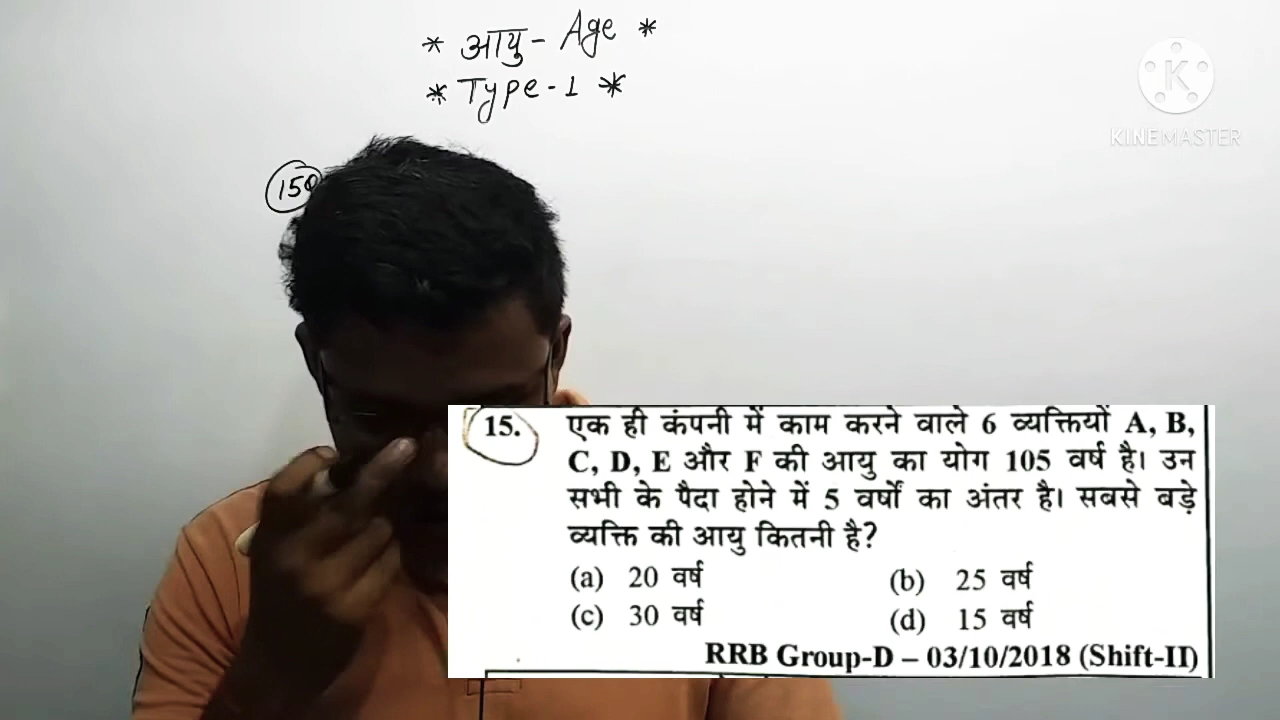 * आयु - Age *
* Type-1 *
K
KINEMASTER
15
15. एक ही कंपनी में काम करने वाले 6 व्यक्तियों A, B,
C, D, E और F की आयु का योग 105 वर्ष है। उन
सभी के पैदा होने में 5 वर्षों का अंतर है। सबसे बड़े
व्यक्ति की आयु कितनी है?
(a) 20 वर्ष (b) 25 वर्ष
(c) 30 वर्ष (d) 15 वर्ष
RRB Group-D – 03/10/2018 (Shift-II)